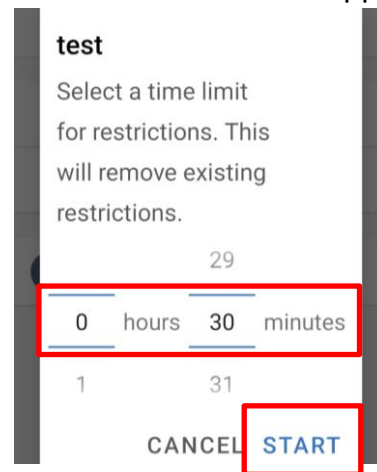 test
Select a time limit
for restrictions. This
will remove existing
restrictions.
29
0 hours 30 minutes
1 31
CANCEL START